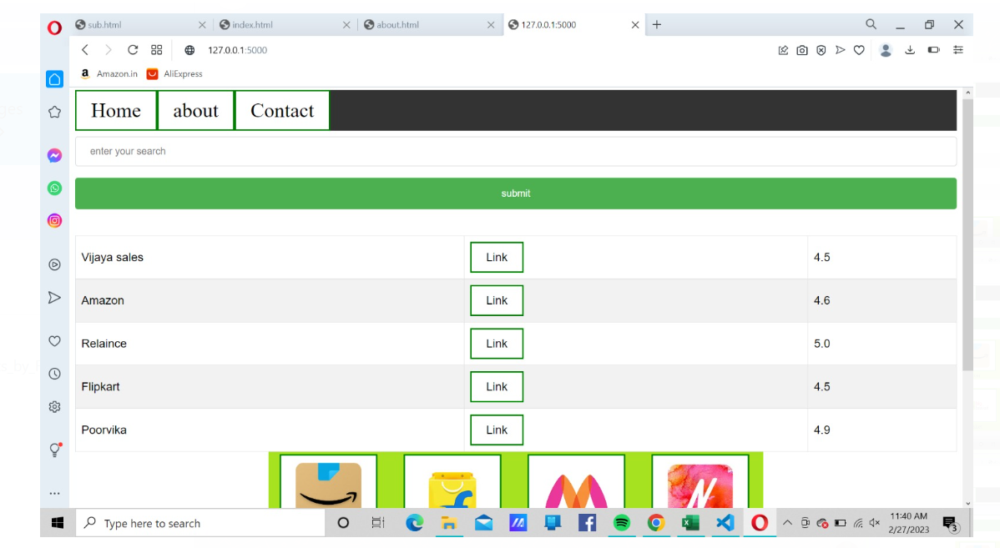 sub.html index.html about.html 127.0.0.1:5000
127.0.0.1:5000
a Amazon.in AliExpress
Home about Contact
enter your search
submit
Vijaya sales Link 4.5
Amazon Link 4.6
Relaince Link 5.0
Flipkart Link 4.5
Poorvika Link 4.9
Type here to search
11:40 AM
2/27/2023
3